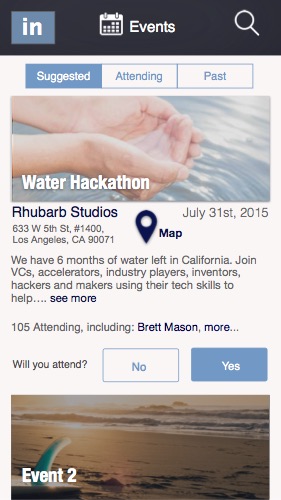 in
Events
Suggested Attending Past
Water Hackathon
Rhubarb Studios July 31st, 2015
633 W 5th St, #1400,
Los Angeles, CA 90071
Map
We have 6 months of water left in California. Join
VCs, accelerators, industry players, inventors,
hackers and makers using their tech skills to
help.... see more
105 Attending, including: Brett Mason, more...
Will you attend? No Yes
Event 2